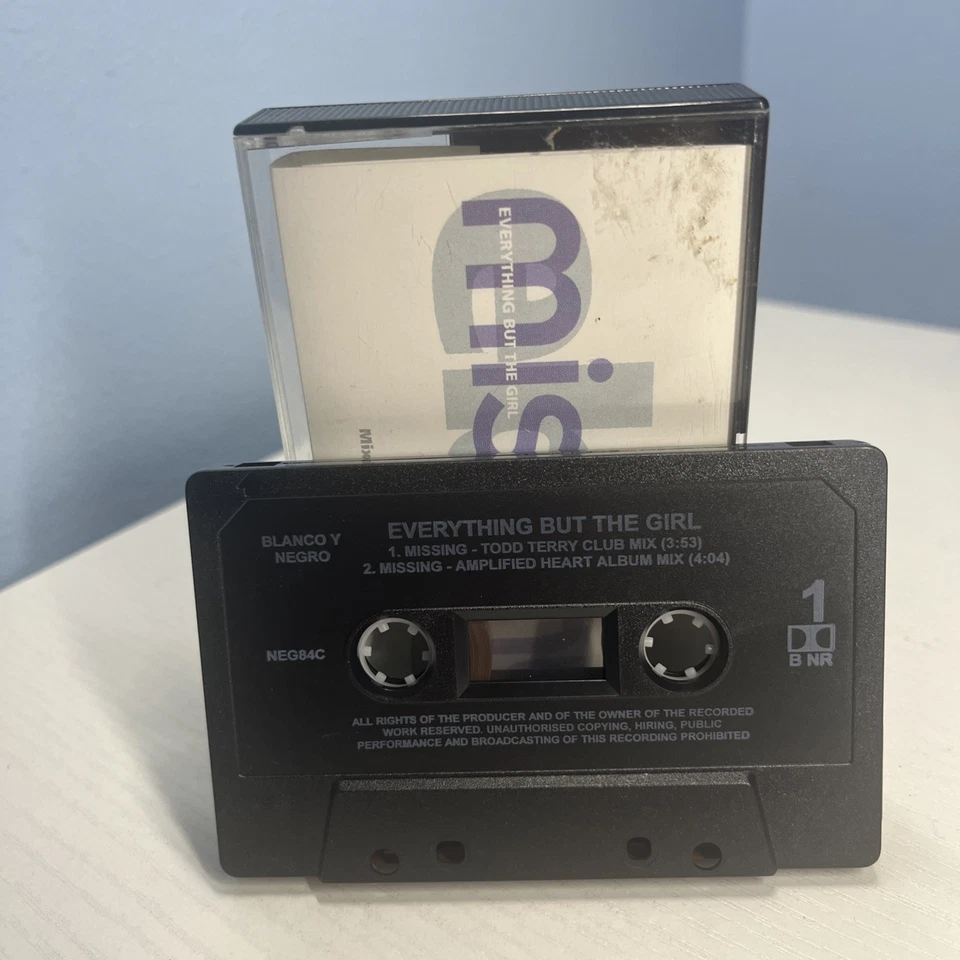 mis
EVERYTHING BUT THE GIRL
EVERYTHING BUT THE GIRL
1. MISSING - TODD TERRY CLUB MIX (3:53)
2. MISSING - AMPLIFIED HEART ALBUM MIX (4:04)
BLANCO Y
NEGRO
NEG84C
1
B NR
ALL RIGHTS OF THE PRODUCER AND OF THE OWNER OF THE RECORDED
WORK RESERVED. UNAUTHORISED COPYING, HIRING, PUBLIC
PERFORMANCE AND BROADCASTING OF THIS RECORDING PROHIBITED